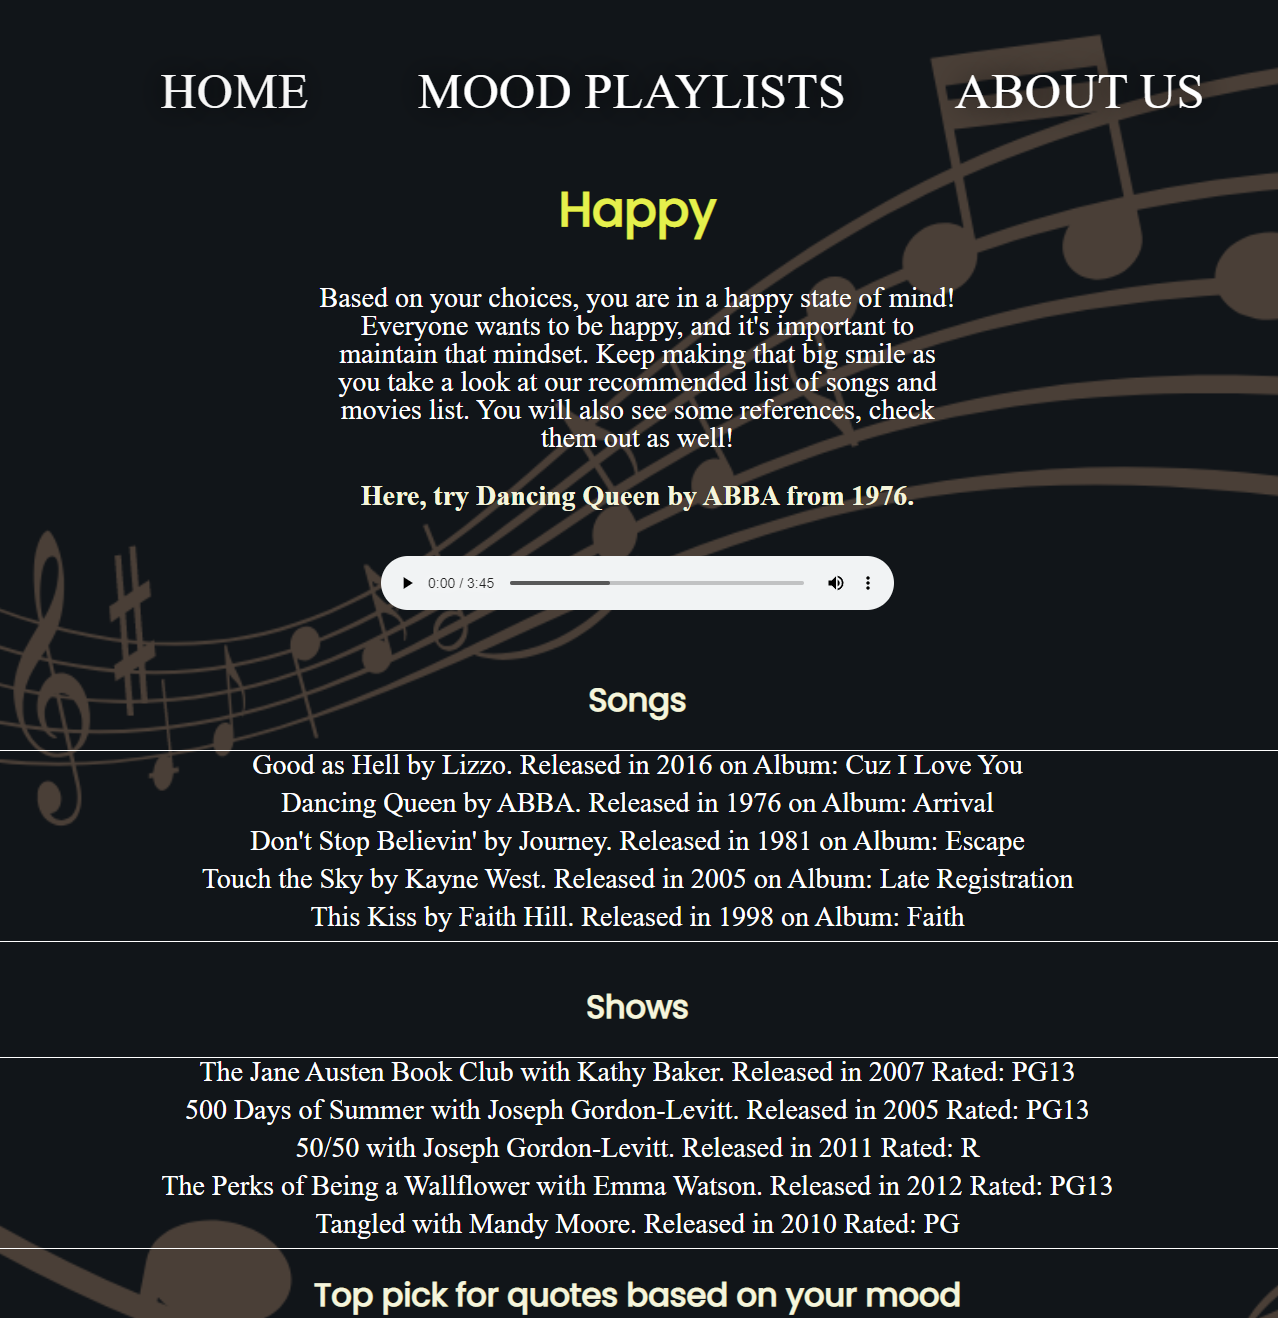 HOME MOOD PLAYLISTS ABOUT US
Happy
Based on your choices, you are in a happy state of mind!
Everyone wants to be happy, and it's important to
maintain that mindset. Keep making that big smile as
you take a look at our recommended list of songs and
movies list. You will also see some references, check
them out as well!
Here, try Dancing Queen by ABBA from 1976.
0:00 / 3:45
Songs
Good as Hell by Lizzo. Released in 2016 on Album: Cuz I Love You
Dancing Queen by ABBA. Released in 1976 on Album: Arrival
Don't Stop Believin' by Journey. Released in 1981 on Album: Escape
Touch the Sky by Kayne West. Released in 2005 on Album: Late Registration
This Kiss by Faith Hill. Released in 1998 on Album: Faith
Shows
The Jane Austen Book Club with Kathy Baker. Released in 2007 Rated: PG13
500 Days of Summer with Joseph Gordon-Levitt. Released in 2005 Rated: PG13
50/50 with Joseph Gordon-Levitt. Released in 2011 Rated: R
The Perks of Being a Wallflower with Emma Watson. Released in 2012 Rated: PG13
Tangled with Mandy Moore. Released in 2010 Rated: PG
Top pick for quotes based on your mood